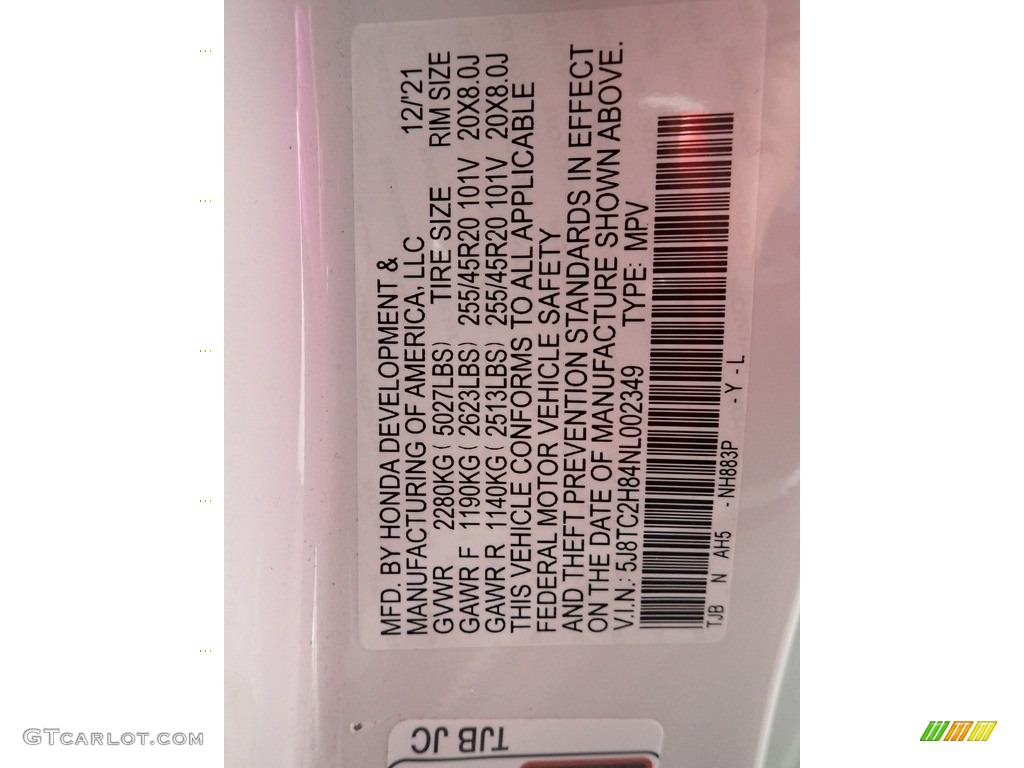 MFD. BY HONDA DEVELOPMENT &
MANUFACTURING OF AMERICA, LLC 12/'21
GVWR 2280KG ( 5027LBS) TIRE SIZE RIM SIZE
GAWR F 1190KG ( 2623LBS) 255/45R20 101V 20X8.0J
GAWR R 1140KG ( 2513LBS) 255/45R20 101V 20X8.0J
THIS VEHICLE CONFORMS TO ALL APPLICABLE
FEDERAL MOTOR VEHICLE SAFETY
AND THEFT PREVENTION STANDARDS IN EFFECT
ON THE DATE OF MANUFACTURE SHOWN ABOVE.
V.I.N.: 5J8TC2H84NL002349 TYPE: MPV
TJB N AH5 -NH883P -Y-L
TJB JC
GTCarlot.com